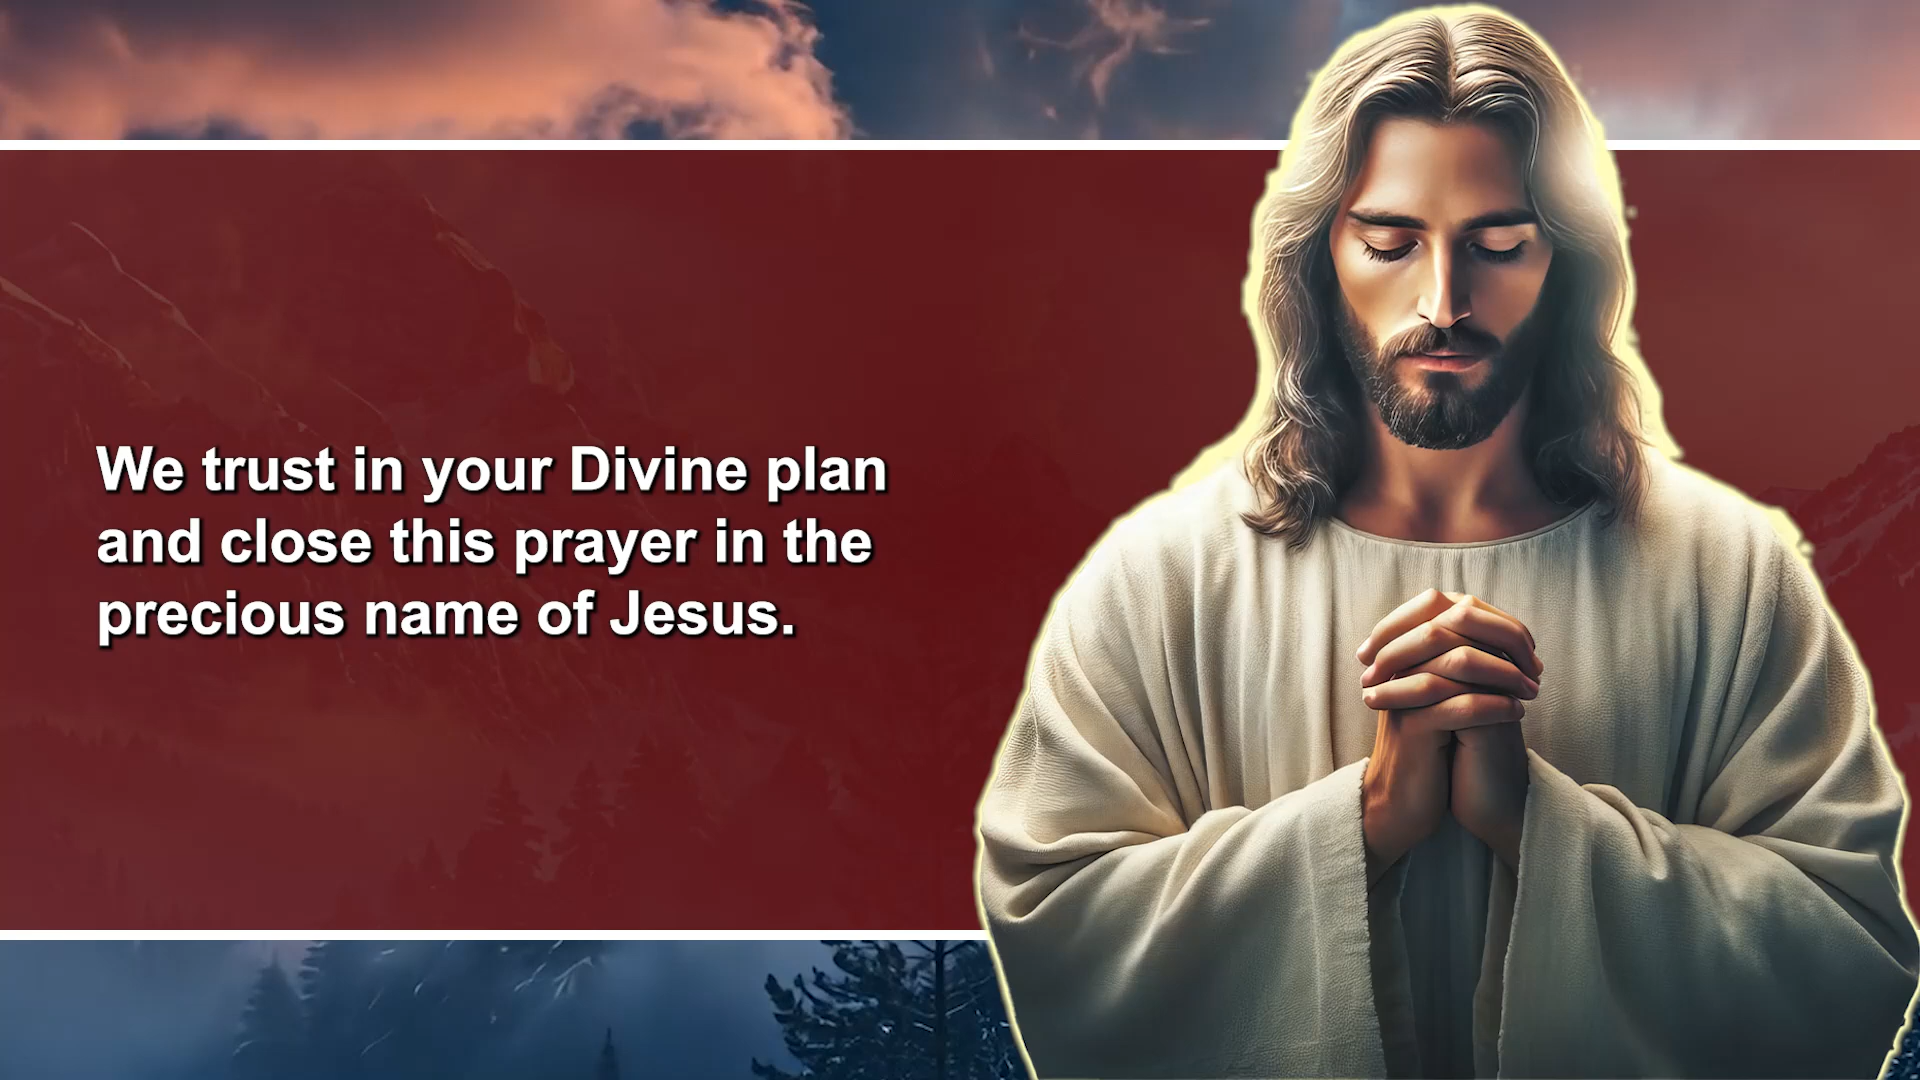 We trust in your Divine plan
and close this prayer in the
precious name of Jesus.